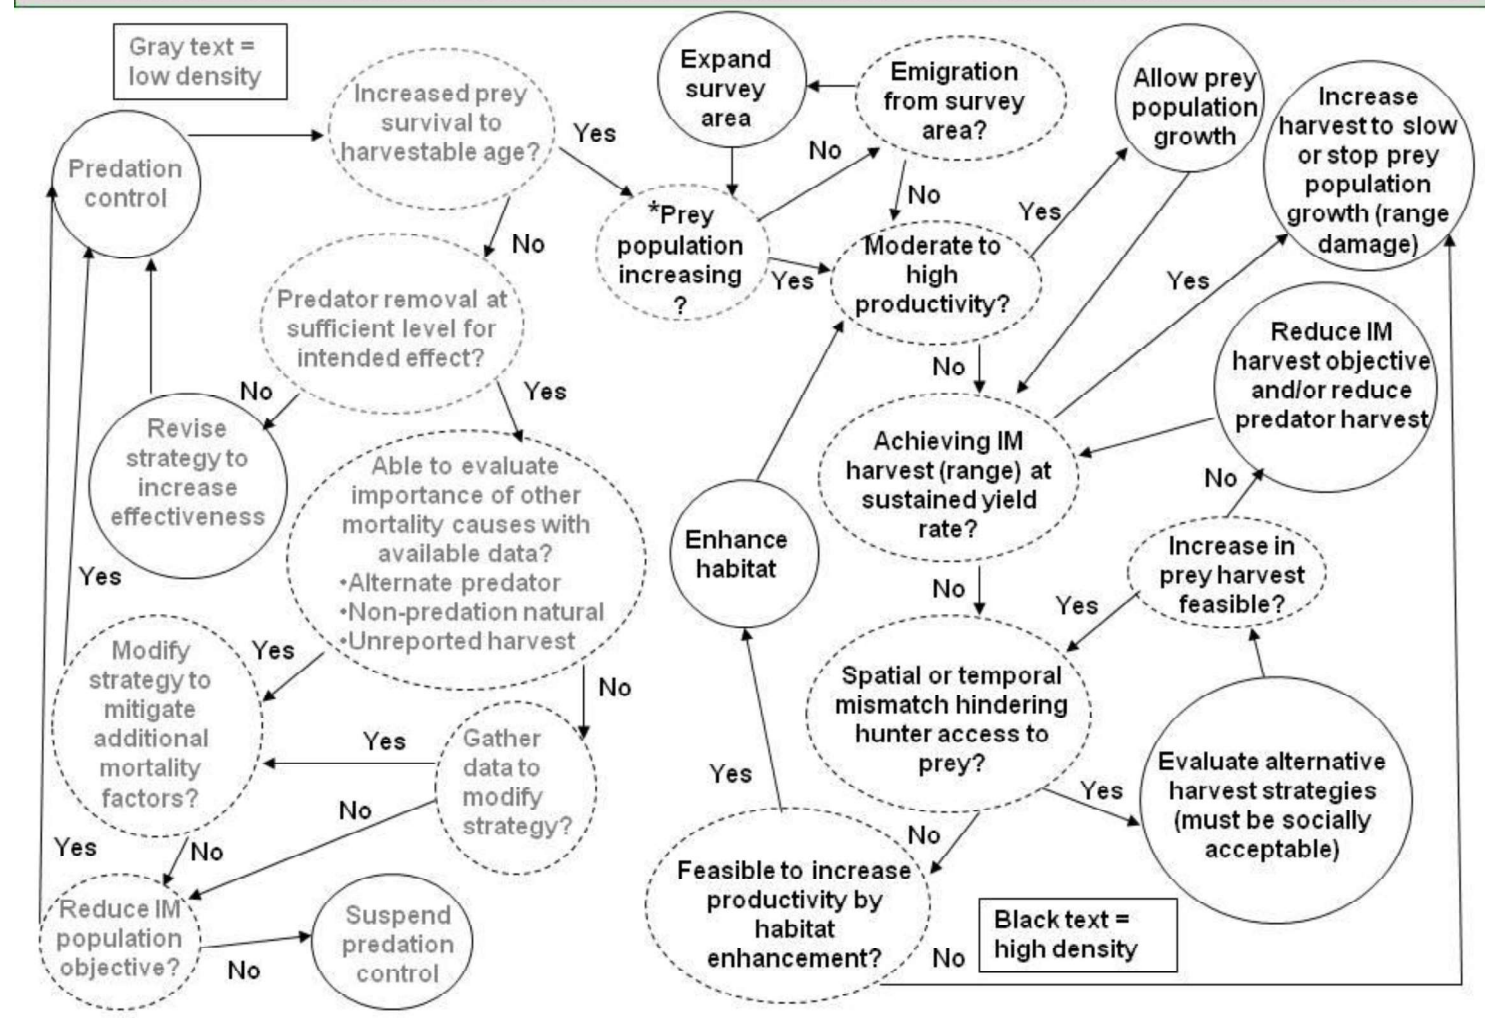 Gray text =
low density
Predation
control
Increased prey
survival to
harvestable age?
Yes
No
Predator removal at
sufficient level for
intended effect?
No
Yes
Revise
strategy to
increase
effectiveness
Able to evaluate
importance of other
mortality causes with
available data?
•Alternate predator
•Non-predation natural
•Unreported harvest
Yes
No
Yes
Modify
strategy to
mitigate
additional
mortality
factors?
Yes
Gather
data to
modify
strategy?
No
Yes
No
Reduce IM
population
objective?
No
Suspend
predation
control
Expand
survey
area
Emigration
from survey
area?
No
No
*Prey
population
increasing
?
Yes
Moderate to
high
productivity?
Yes
Allow prey
population
growth
Increase
harvest to slow
or stop prey
population
growth (range
damage)
Yes
No
Achieving IM
harvest (range) at
sustained yield
rate?
Reduce IM
harvest objective
and/or reduce
predator harvest
No
Increase in
prey harvest
feasible?
Yes
No
Enhance
habitat
Spatial or temporal
mismatch hindering
hunter access to
prey?
Yes
Yes
Evaluate alternative
harvest strategies
(must be socially
acceptable)
No
Feasible to increase
productivity by
habitat
enhancement?
No
Black text =
high density